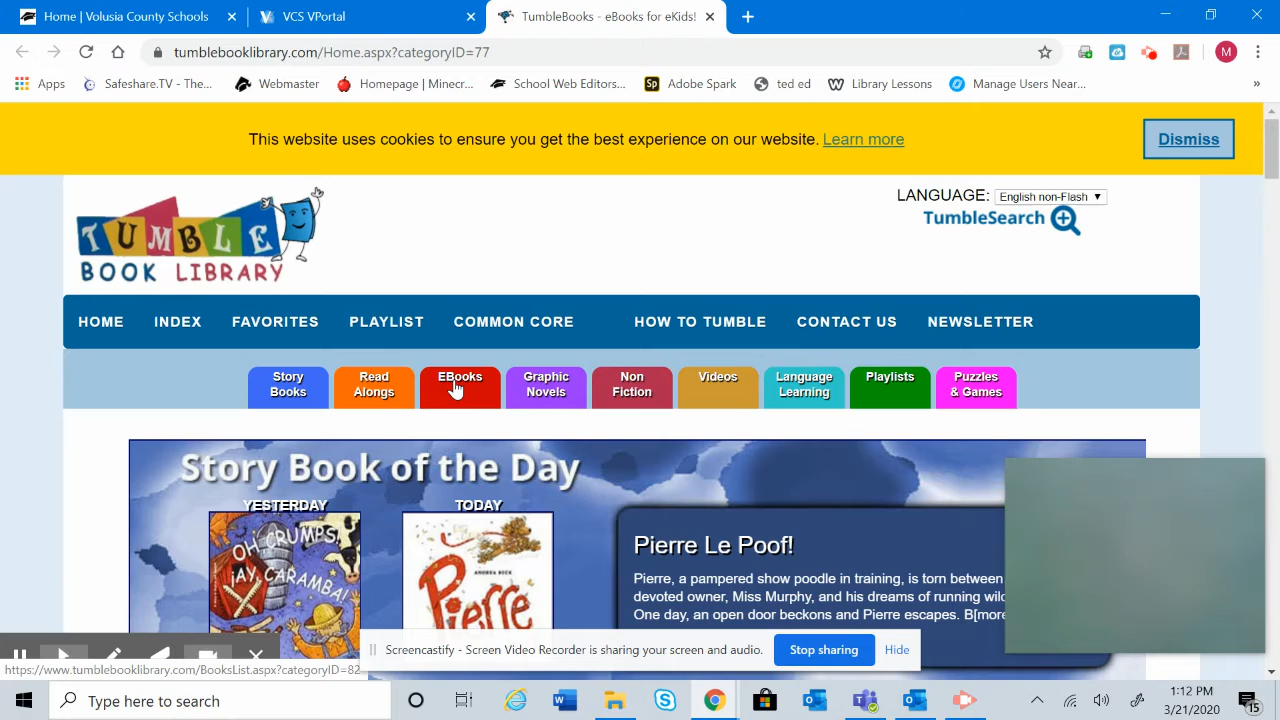 Home | Volusia County Schools
VCS VPortal
TumbleBooks - eBooks for eKids!
tumblebooklibrary.com/Home.aspx?categoryID=77
M
Apps
Safeshare.TV - The...
Webmaster
Homepage | Minecr...
School Web Editors...
Sp
Adobe Spark
ted ed
Library Lessons
Manage Users Near...
»
This website uses cookies to ensure you get the best experience on our website. Learn more
Dismiss
TUMBLE
BOOK LIBRARY
LANGUAGE: English non-Flash
TumbleSearch
HOME
INDEX
FAVORITES
PLAYLIST
COMMON CORE
HOW TO TUMBLE
CONTACT US
NEWSLETTER
Story
Books
Read
Alongs
EBooks
Graphic
Novels
Non
Fiction
Videos
Language
Learning
Playlists
Puzzles
& Games
Story Book of the Day
YESTERDAY
TODAY
OH, CRUMPS!
¡AY, CARAMBA!
ANDREA BECK
Pierre
Pierre Le Poof!
Pierre, a pampered show poodle in training, is torn between
devoted owner, Miss Murphy, and his dreams of running wild
One day, an open door beckons and Pierre escapes. B[more
Screencastify - Screen Video Recorder is sharing your screen and audio.
Stop sharing
Hide
https://www.tumblebooklibrary.com/BooksList.aspx?categoryID=82
Type here to search
1:12 PM
3/21/2020
15